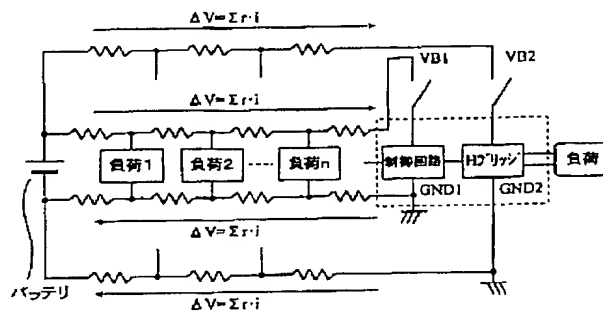 ΔV=Σr·i
VB1
VB2
ΔV=Σr·i
負荷1
負荷2
負荷n
制御回路
Hブリッジ
負荷
GND1
GND2
ΔV=Σr·i
バッテリ
ΔV=Σr·i